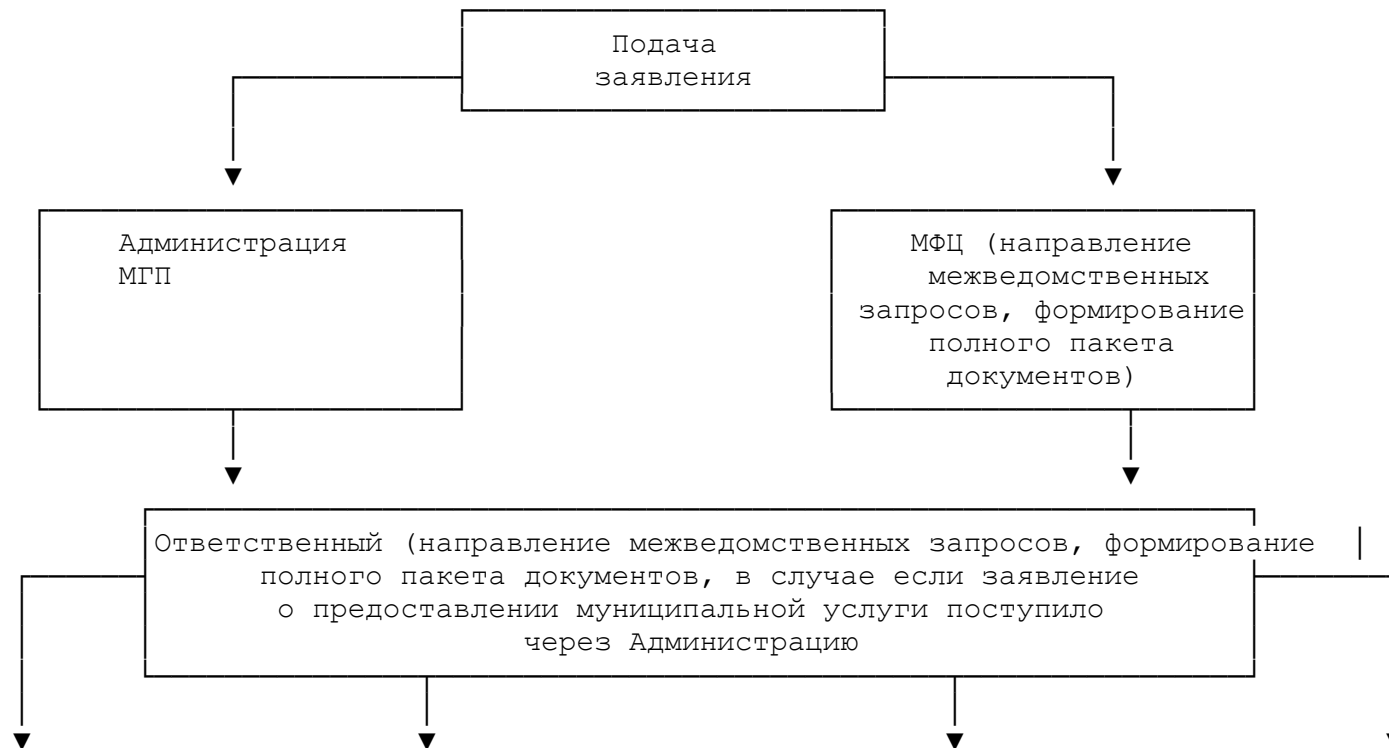 Подача
заявления
Администрация
МГП
МФЦ (направление
межведомственных
запросов, формирование
полного пакета
документов)
Ответственный (направление межведомственных запросов, формирование |
полного пакета документов, в случае если заявление
о предоставлении муниципальной услуги поступило
через Администрацию